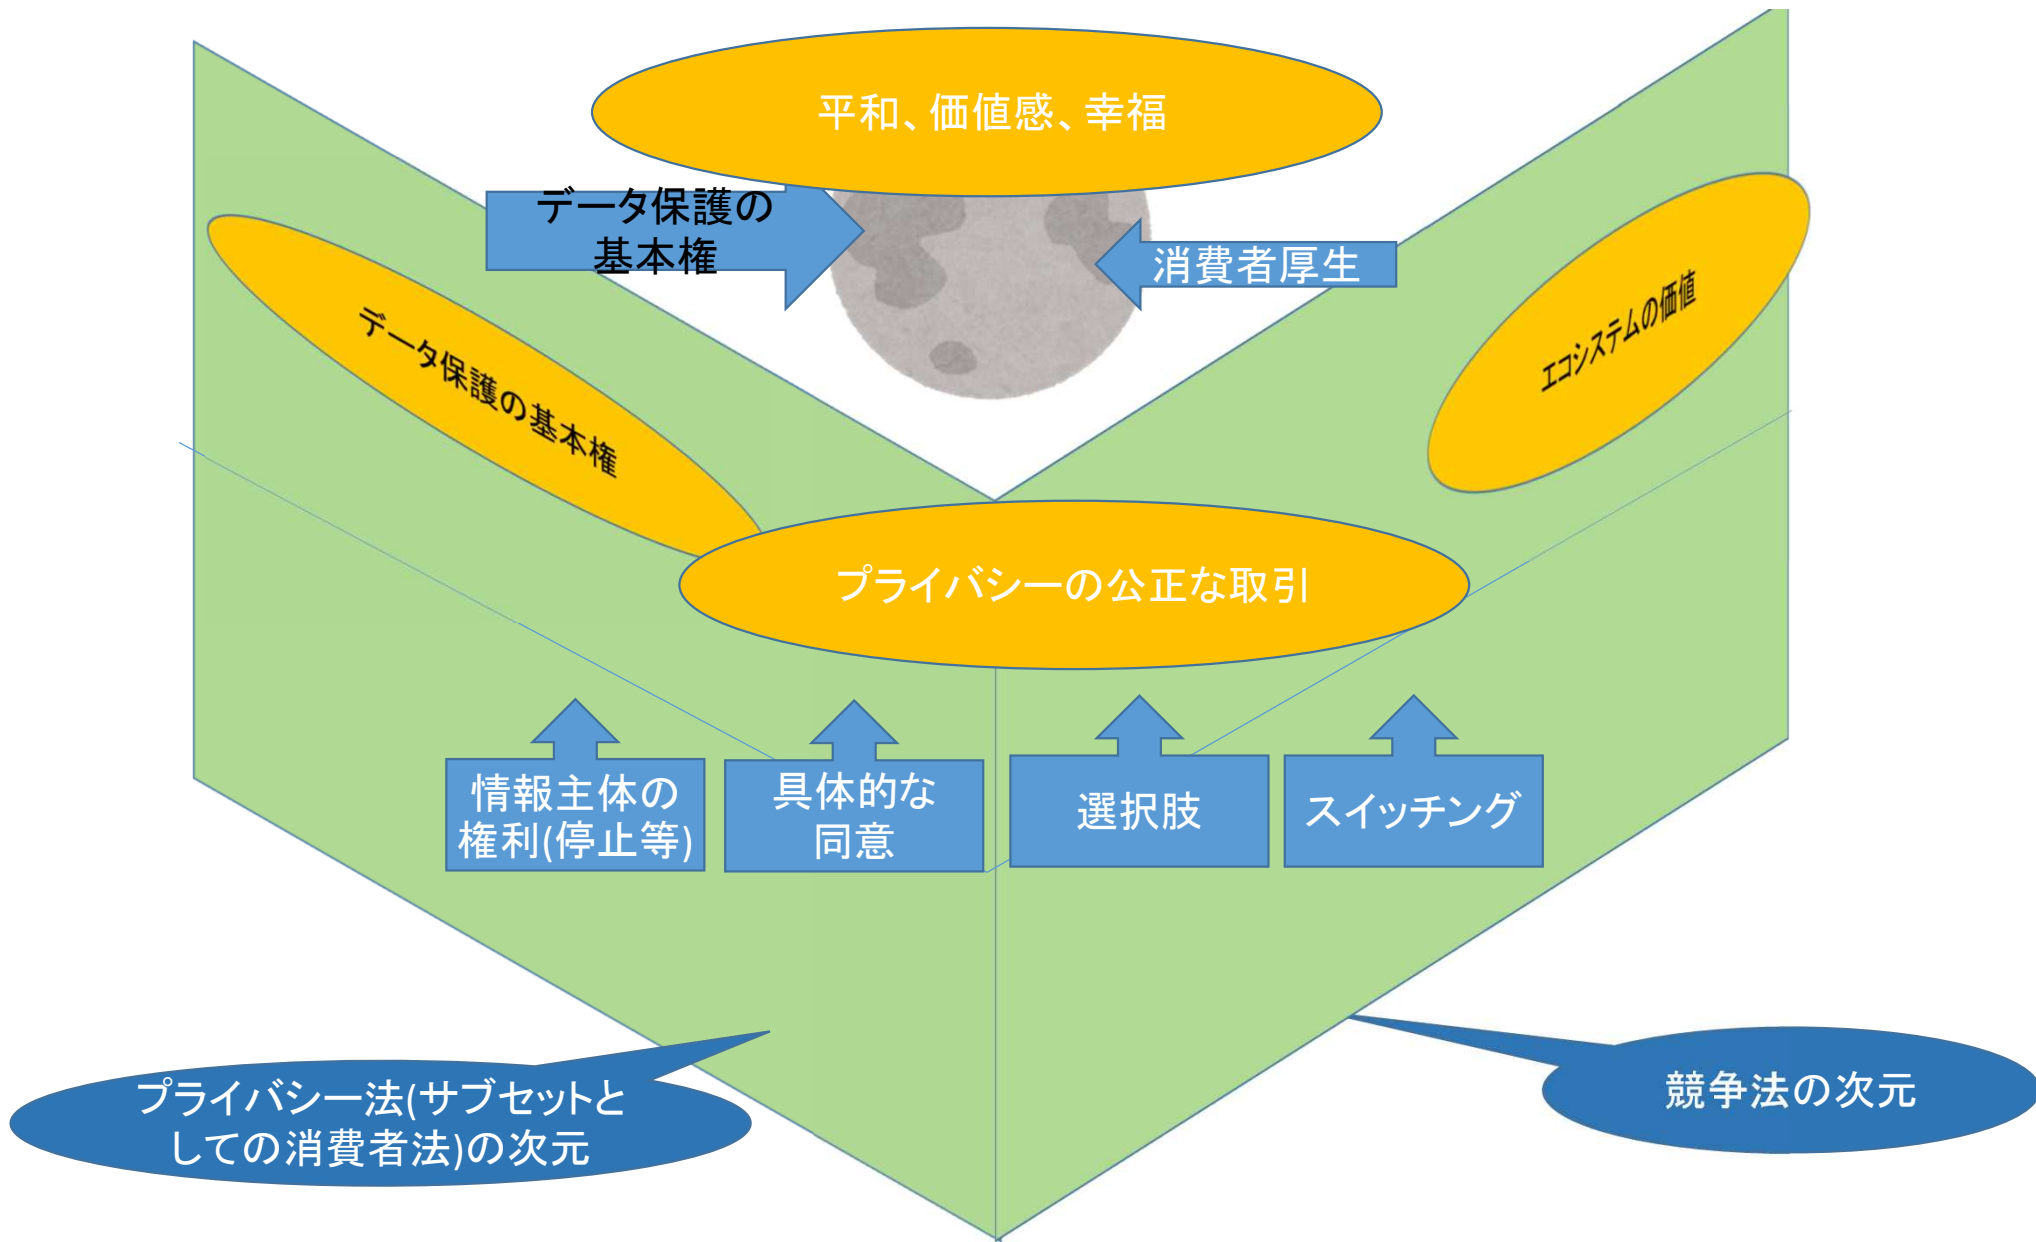 平和、価値感、幸福
データ保護の
基本権
消費者厚生
データ保護の基本権
エコシステムの価値
プライバシーの公正な取引
情報主体の
権利(停止等)
具体的な
同意
選択肢
スイッチング
プライバシー法(サブセットと
しての消費者法)の次元
競争法の次元